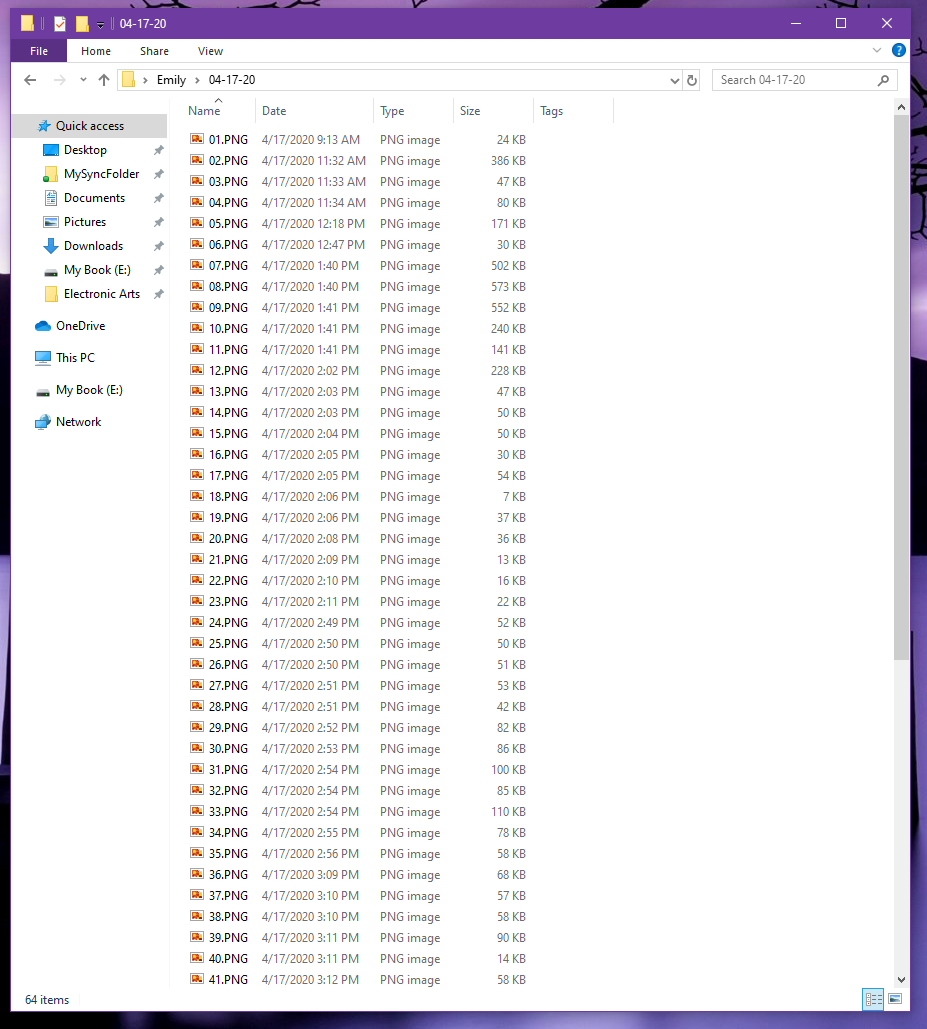 04-17-20
File Home Share View
Emily 04-17-20 Search 04-17-20
Name Date Type Size Tags
Quick access
Desktop
MySyncFolder
Documents
Pictures
Downloads
My Book (E:)
Electronic Arts
OneDrive
This PC
My Book (E:)
Network
01.PNG 4/17/2020 9:13 AM PNG image 24 KB
02.PNG 4/17/2020 11:32 AM PNG image 386 KB
03.PNG 4/17/2020 11:33 AM PNG image 47 KB
04.PNG 4/17/2020 11:34 AM PNG image 80 KB
05.PNG 4/17/2020 12:18 PM PNG image 171 KB
06.PNG 4/17/2020 12:47 PM PNG image 30 KB
07.PNG 4/17/2020 1:40 PM PNG image 502 KB
08.PNG 4/17/2020 1:40 PM PNG image 573 KB
09.PNG 4/17/2020 1:41 PM PNG image 552 KB
10.PNG 4/17/2020 1:41 PM PNG image 240 KB
11.PNG 4/17/2020 1:41 PM PNG image 141 KB
12.PNG 4/17/2020 2:02 PM PNG image 228 KB
13.PNG 4/17/2020 2:03 PM PNG image 47 KB
14.PNG 4/17/2020 2:03 PM PNG image 50 KB
15.PNG 4/17/2020 2:04 PM PNG image 50 KB
16.PNG 4/17/2020 2:05 PM PNG image 30 KB
17.PNG 4/17/2020 2:05 PM PNG image 54 KB
18.PNG 4/17/2020 2:06 PM PNG image 7 KB
19.PNG 4/17/2020 2:06 PM PNG image 37 KB
20.PNG 4/17/2020 2:08 PM PNG image 36 KB
21.PNG 4/17/2020 2:09 PM PNG image 13 KB
22.PNG 4/17/2020 2:10 PM PNG image 16 KB
23.PNG 4/17/2020 2:11 PM PNG image 22 KB
24.PNG 4/17/2020 2:49 PM PNG image 52 KB
25.PNG 4/17/2020 2:50 PM PNG image 50 KB
26.PNG 4/17/2020 2:50 PM PNG image 51 KB
27.PNG 4/17/2020 2:51 PM PNG image 53 KB
28.PNG 4/17/2020 2:51 PM PNG image 42 KB
29.PNG 4/17/2020 2:52 PM PNG image 82 KB
30.PNG 4/17/2020 2:53 PM PNG image 86 KB
31.PNG 4/17/2020 2:54 PM PNG image 100 KB
32.PNG 4/17/2020 2:54 PM PNG image 85 KB
33.PNG 4/17/2020 2:54 PM PNG image 110 KB
34.PNG 4/17/2020 2:55 PM PNG image 78 KB
35.PNG 4/17/2020 2:56 PM PNG image 58 KB
36.PNG 4/17/2020 3:09 PM PNG image 68 KB
37.PNG 4/17/2020 3:10 PM PNG image 57 KB
38.PNG 4/17/2020 3:10 PM PNG image 58 KB
39.PNG 4/17/2020 3:11 PM PNG image 90 KB
40.PNG 4/17/2020 3:11 PM PNG image 14 KB
41.PNG 4/17/2020 3:12 PM PNG image 58 KB
64 items